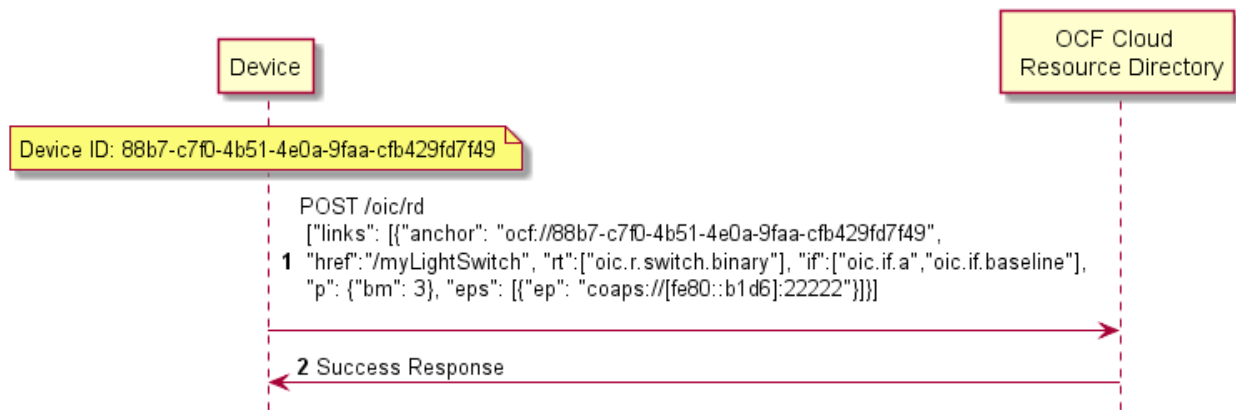 Device
OCF Cloud
Resource Directory
Device ID: 88b7-c7f0-4b51-4e0a-9faa-cfb429fd7f49
POST /oic/rd
["links": [{"anchor": "ocf://88b7-c7f0-4b51-4e0a-9faa-cfb429fd7f49",
1 "href":"/myLightSwitch", "rt":["oic.r.switch.binary"], "if":["oic.if.a","oic.if.baseline"],
"p": {"bm": 3}, "eps": [{"ep": "coaps://[fe80::b1d6]:22222"}]}]
2 Success Response